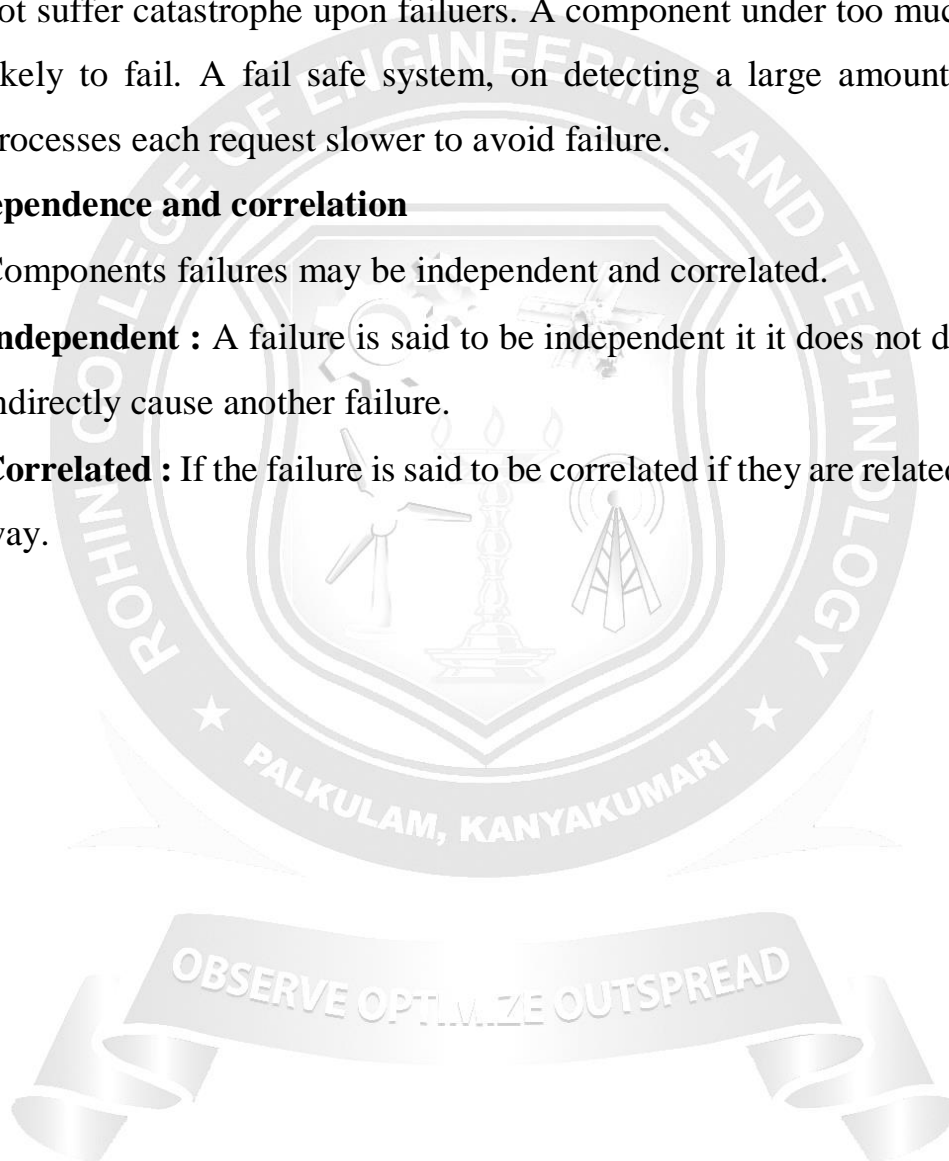 ot suffer catastrophe upon failuers. A component under too muc
kely to fail. A fail safe system, on detecting a large amount
rocesses each request slower to avoid failure.
ependence and correlation
omponents failures may be independent and correlated.
ndependent : A failure is said to be independent it it does not d
ndirectly cause another failure.
Correlated : If the failure is said to be correlated if they are related
way.
ROHINI COLLEGE OF ENGINEERING AND TECHNOLOGY
PALKULAM, KANYAKUMARI
OBSERVE OPTIMIZE OUTSPREAD